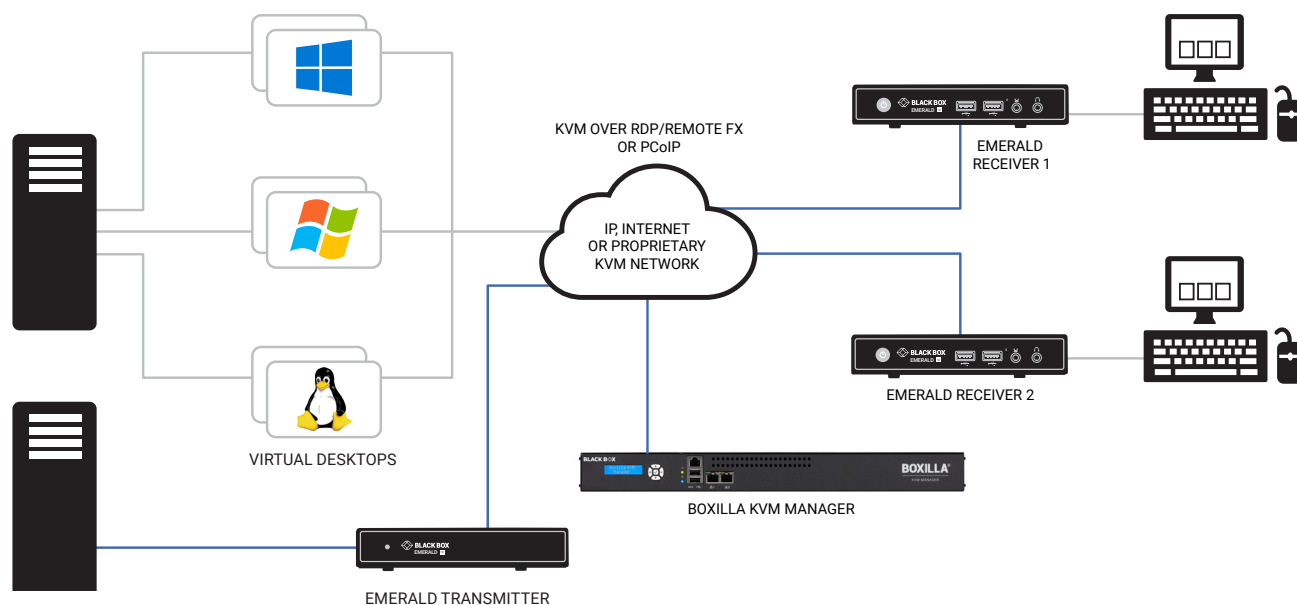 KVM OVER RDP/REMOTE FX
OR PCoIP
BLACK BOX
EMERALD
EMERALD
RECEIVER 1
IP, INTERNET
OR PROPRIETARY
KVM NETWORK
BLACK BOX
EMERALD
EMERALD RECEIVER 2
VIRTUAL DESKTOPS
BLACK BOX
BOXILLA®
KVM MANAGER
BOXILLA KVM MANAGER
BLACK BOX
EMERALD
EMERALD TRANSMITTER